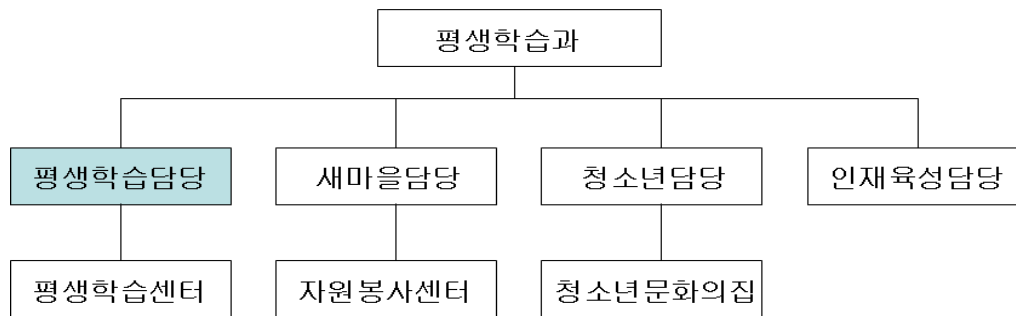 평생학습과
평생학습담당
새마을담당
청소년담당
인재육성담당
평생학습센터
자원봉사센터
청소년문화의집